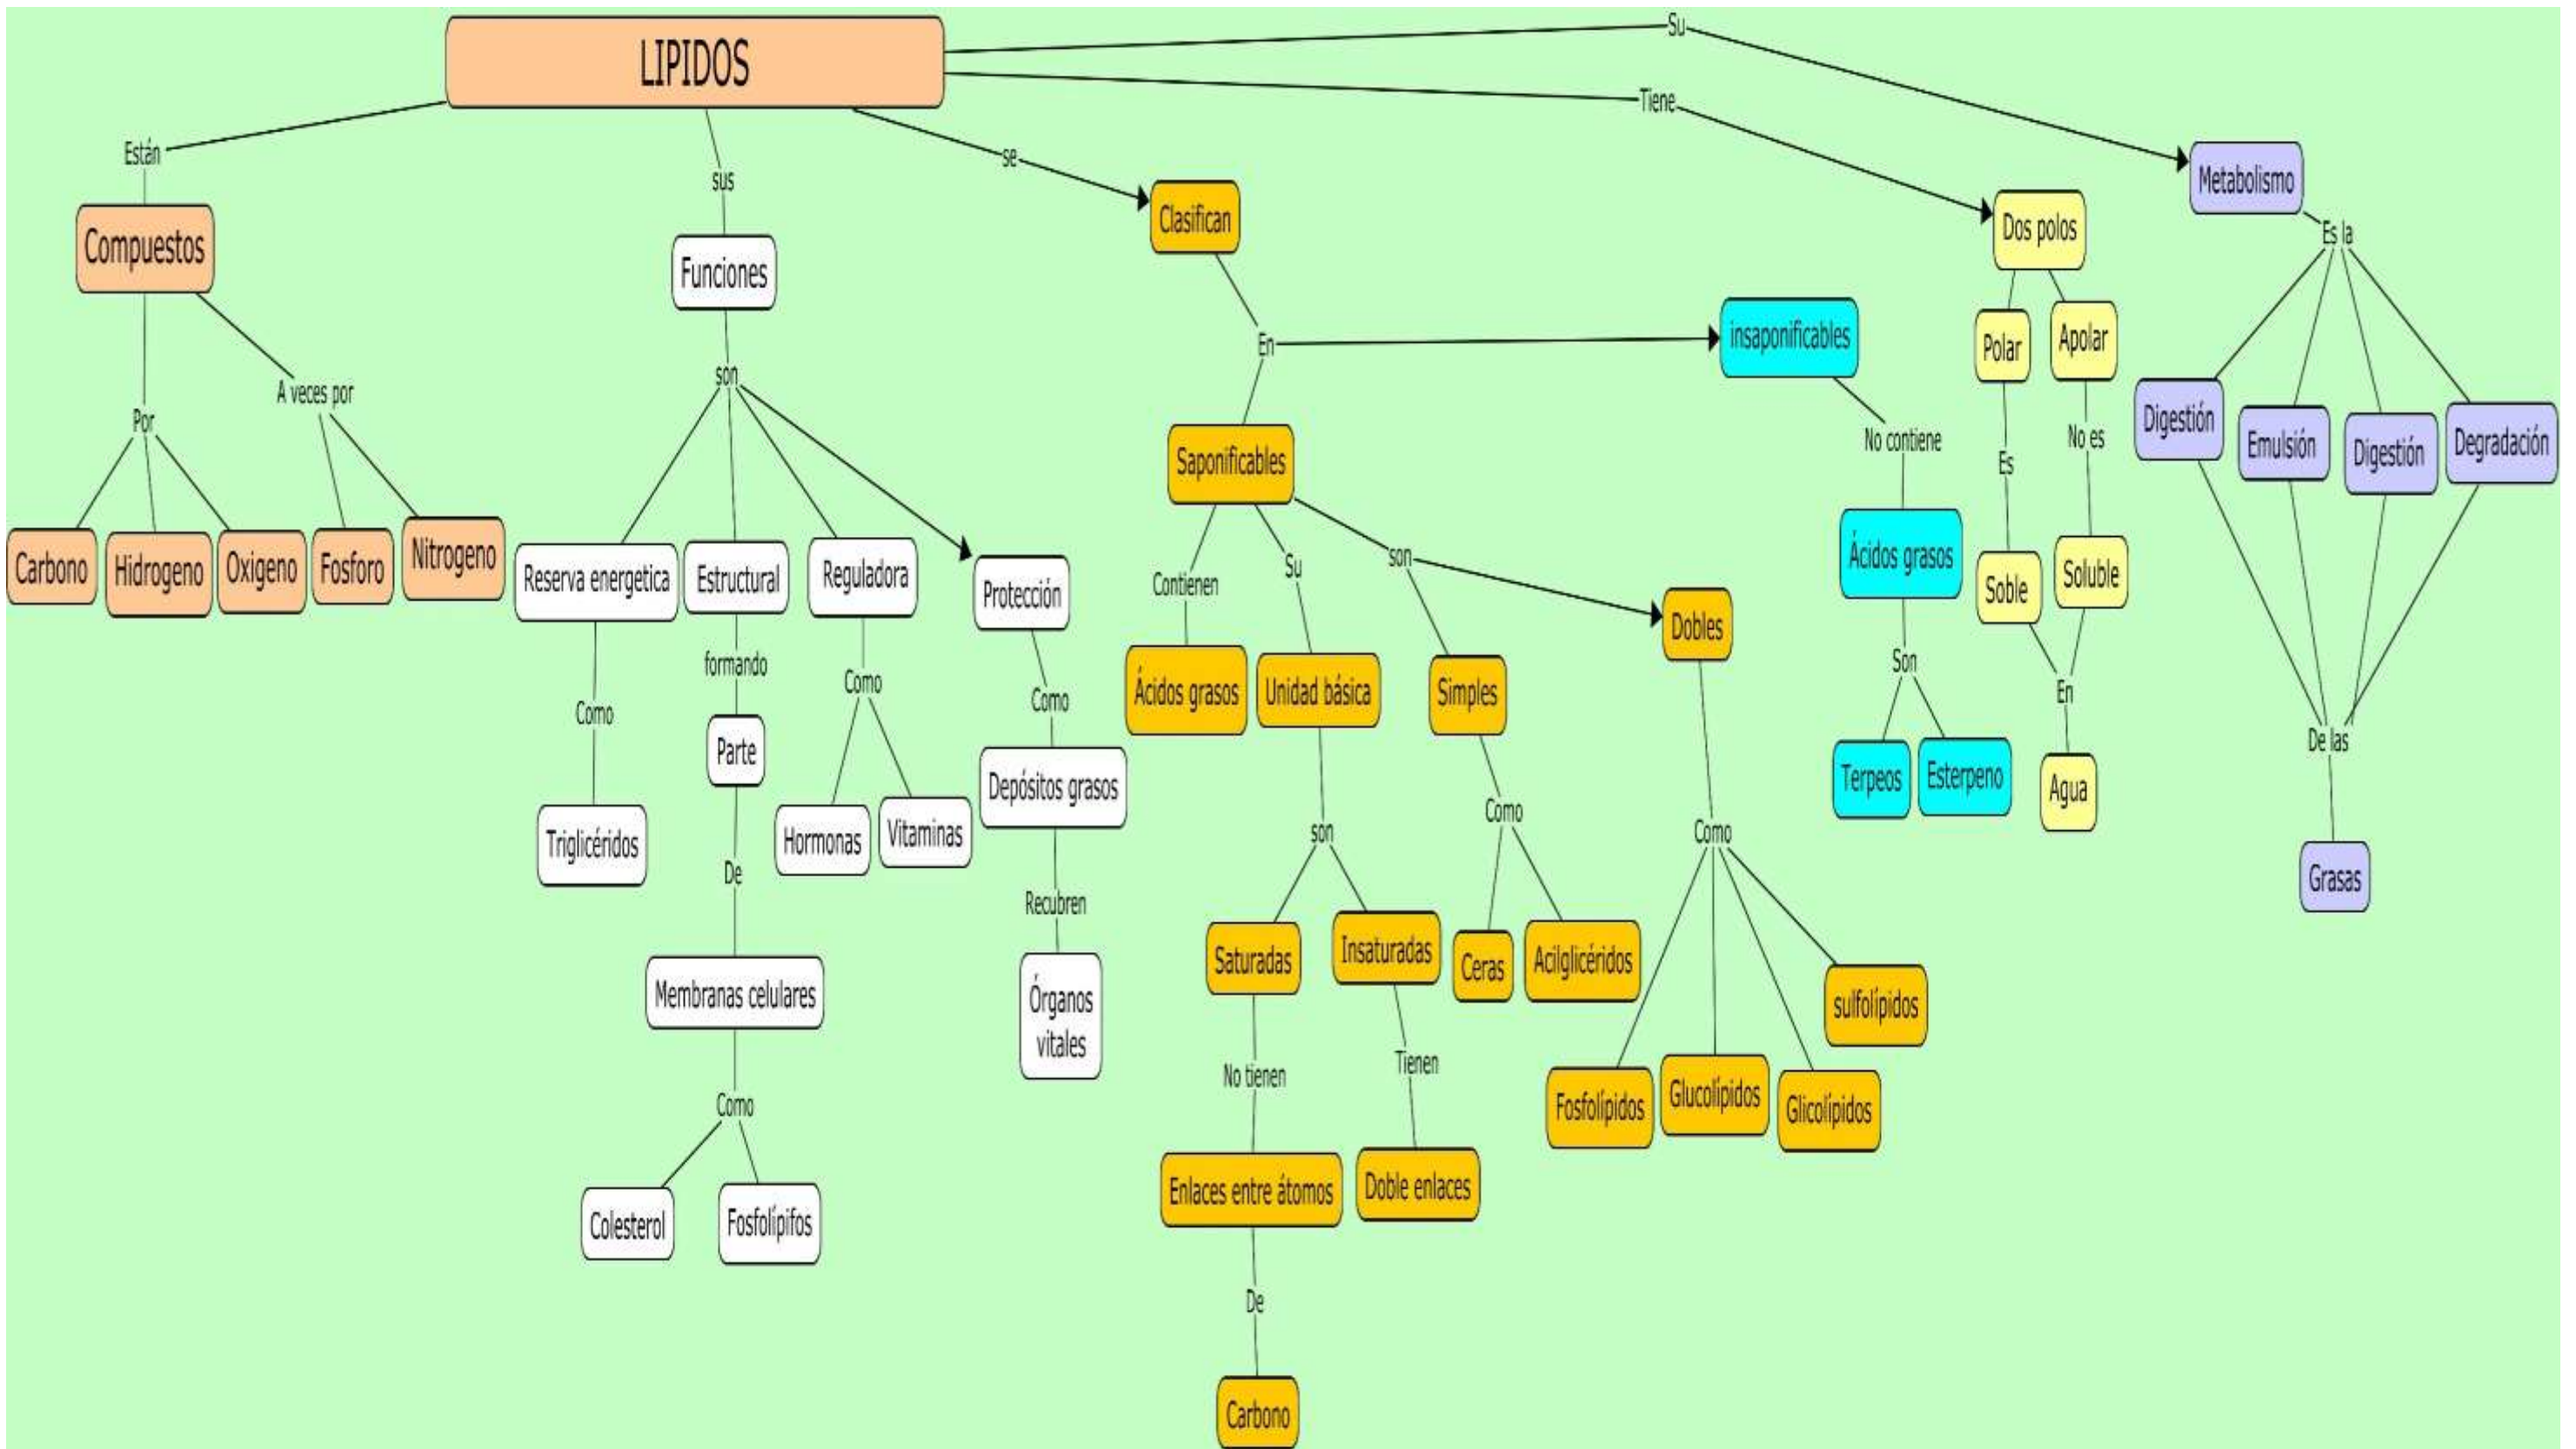 LIPIDOS
Están
Compuestos
Por
A veces por
Carbono
Hidrogeno
Oxigeno
Fosforo
Nitrogeno
sus
Funciones
son
Reserva energetica
Como
Triglicéridos
Estructural
formando
Parte
De
Membranas celulares
Como
Colesterol
Fosfolípifos
Reguladora
Como
Hormonas
Vitaminas
Protección
Como
Depósitos grasos
Recubren
Órganos
vitales
se
Clasifican
En
Saponificables
Contienen
Ácidos grasos
Su
Unidad básica
son
Saturadas
No tienen
Enlaces entre átomos
De
Carbono
Insaturadas
Tienen
Doble enlaces
son
Simples
Como
Ceras
Acilglicéridos
Dobles
Como
Fosfolípidos
Glucolípidos
Glicolípidos
sulfolípidos
insaponificables
No contiene
Ácidos grasos
Son
Terpeos
Esterpeno
Tiene
Dos polos
Polar
Es
Soble
Apolar
No es
Soluble
En
Agua
Su
Metabolismo
Es la
Digestión
Emulsión
Digestión
Degradación
De las
Grasas